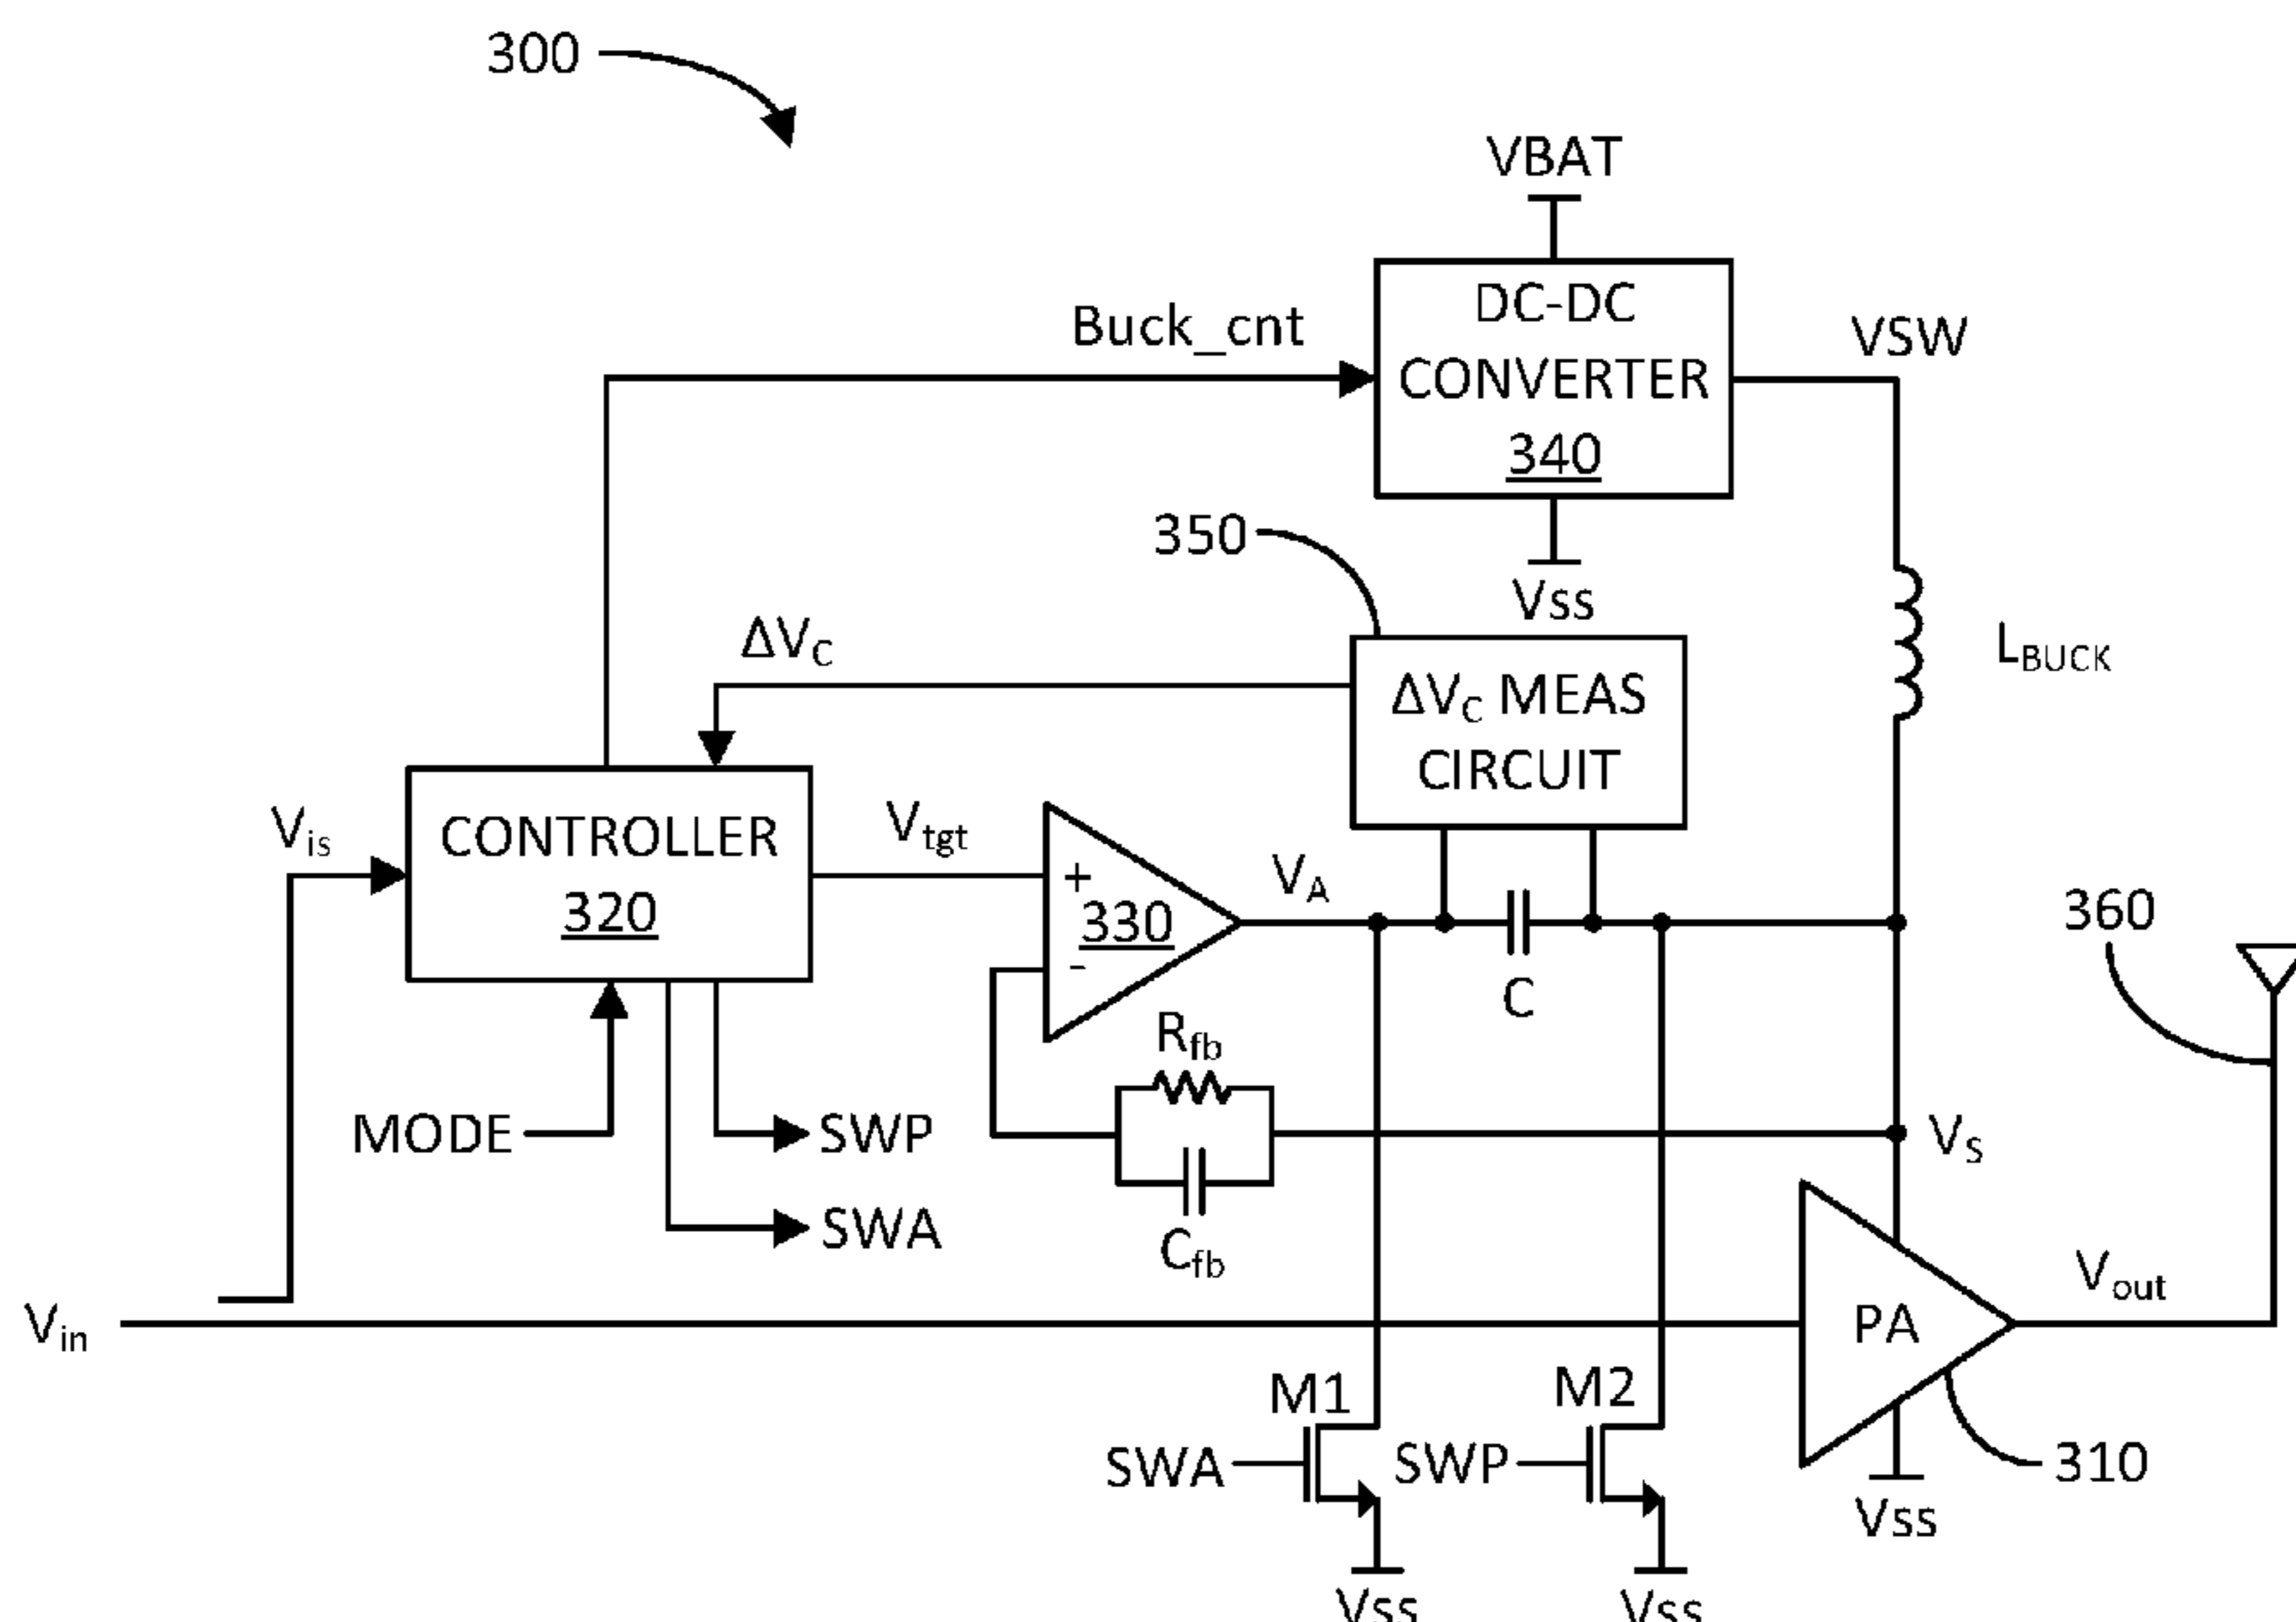 300
VBAT
DC-DC
CONVERTER
340
Buck_cnt
VSW
Vss
350
ΔVC
ΔVC MEAS
CIRCUIT
LBUCK
Vis
CONTROLLER
320
Vtgt
+
330
-
VA
C
360
Rfb
Cfb
MODE
SWP
SWA
VS
Vin
PA
Vout
310
Vss
M1
SWA
Vss
M2
SWP
Vss